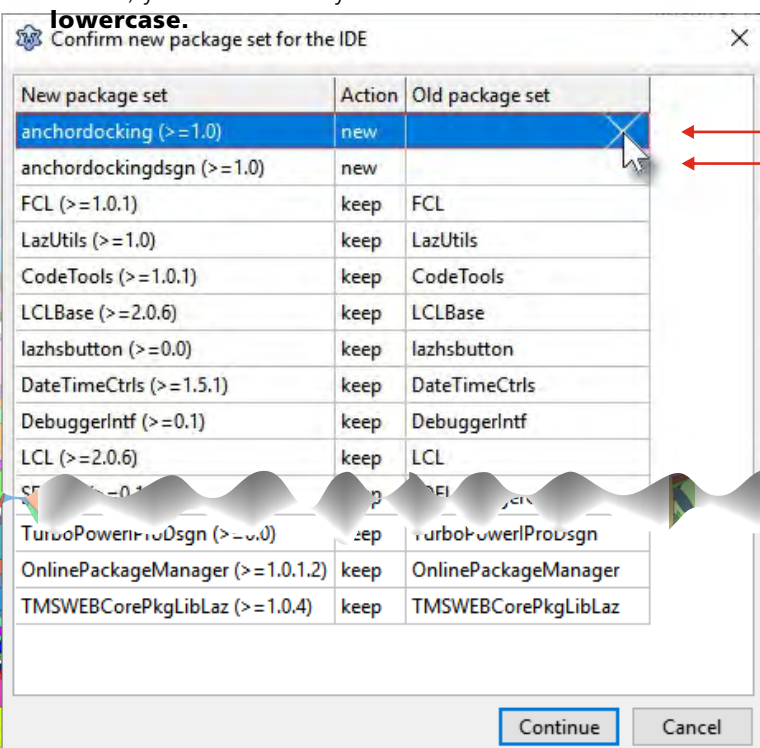 lowercase.
Confirm new package set for the IDE
New package set Action Old package set
anchordocking (>=1.0) new
anchordockingdsgn (>=1.0) new
FCL (>=1.0.1) keep FCL
LazUtils (>=1.0) keep LazUtils
CodeTools (>=1.0.1) keep CodeTools
LCLBase (>=2.0.6) keep LCLBase
lazhsbutton (>=0.0) keep lazhsbutton
DateTimeCtrls (>=1.5.1) keep DateTimeCtrls
DebuggerIntf (>=0.1) keep DebuggerIntf
LCL (>=2.0.6) keep LCL
OnlinePackageManager (>=1.0.1.2) keep OnlinePackageManager
TMSWEBCorePkgLibLaz (>=1.0.4) keep TMSWEBCorePkgLibLaz
Continue Cancel